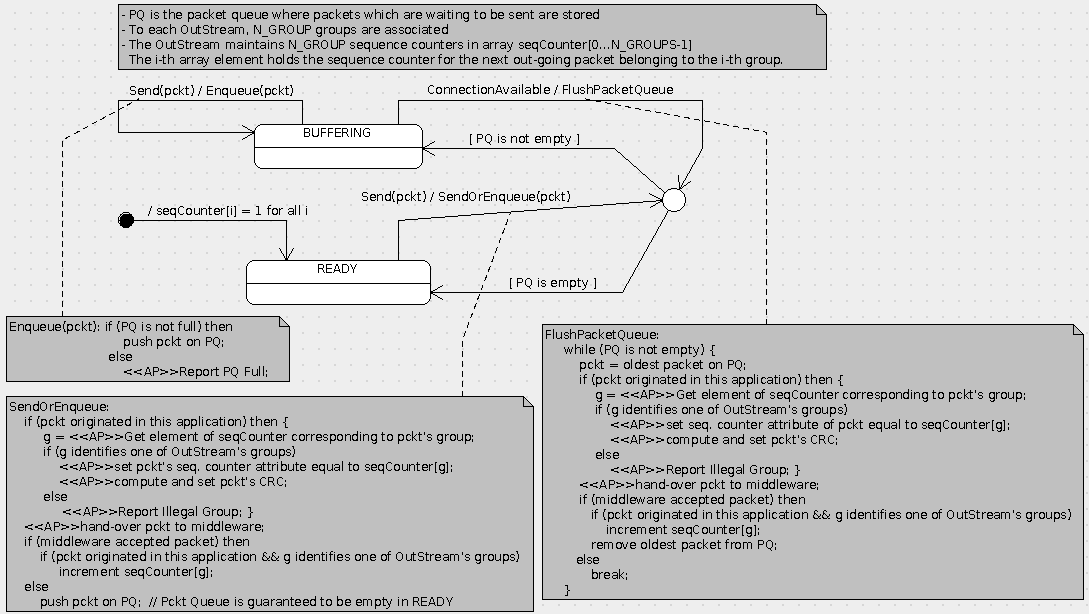 - PQ is the packet queue where packets which are waiting to be sent are stored
- To each OutStream, N_GROUP groups are associated
- The OutStream maintains N_GROUP sequence counters in array seqCounter[0...N_GROUPS-1]
The i-th array element holds the sequence counter for the next out-going packet belonging to the i-th group.
Send(pckt) / Enqueue(pckt)
ConnectionAvailable / FlushPacketQueue
BUFFERING
[ PQ is not empty ]
Send(pckt) / SendOrEnqueue(pckt)
/ seqCounter[i] = 1 for all i
READY
[ PQ is empty ]
Enqueue(pckt): if (PQ is not full) then
push pckt on PQ;
else
<<AP>>Report PQ Full;
SendOrEnqueue:
if (pckt originated in this application) then {
g = <<AP>>Get element of seqCounter corresponding to pckt's group;
if (g identifies one of OutStream's groups)
<<AP>>set pckt's seq. counter attribute equal to seqCounter[g];
<<AP>>compute and set pckt's CRC;
else
<<AP>>Report Illegal Group; }
<<AP>>hand-over pckt to middleware;
if (middleware accepted packet) then
if (pckt originated in this application && g identifies one of OutStream's groups)
increment seqCounter[g];
else
push pckt on PQ; // Pckt Queue is guaranteed to be empty in READY
FlushPacketQueue:
while (PQ is not empty) {
pckt = oldest packet on PQ;
if (pckt originated in this application) then {
g = <<AP>>Get element of seqCounter corresponding to pckt's group;
if (g identifies one of OutStream's groups)
<<AP>>set seq. counter attribute of pckt equal to seqCounter[g];
<<AP>>compute and set pckt's CRC;
else
<<AP>>Report Illegal Group; }
<<AP>>hand-over pckt to middleware;
if (middleware accepted packet) then
if (pckt originated in this application && g identifies one of OutStream's groups)
increment seqCounter[g];
remove oldest packet from PQ;
else
break;
}